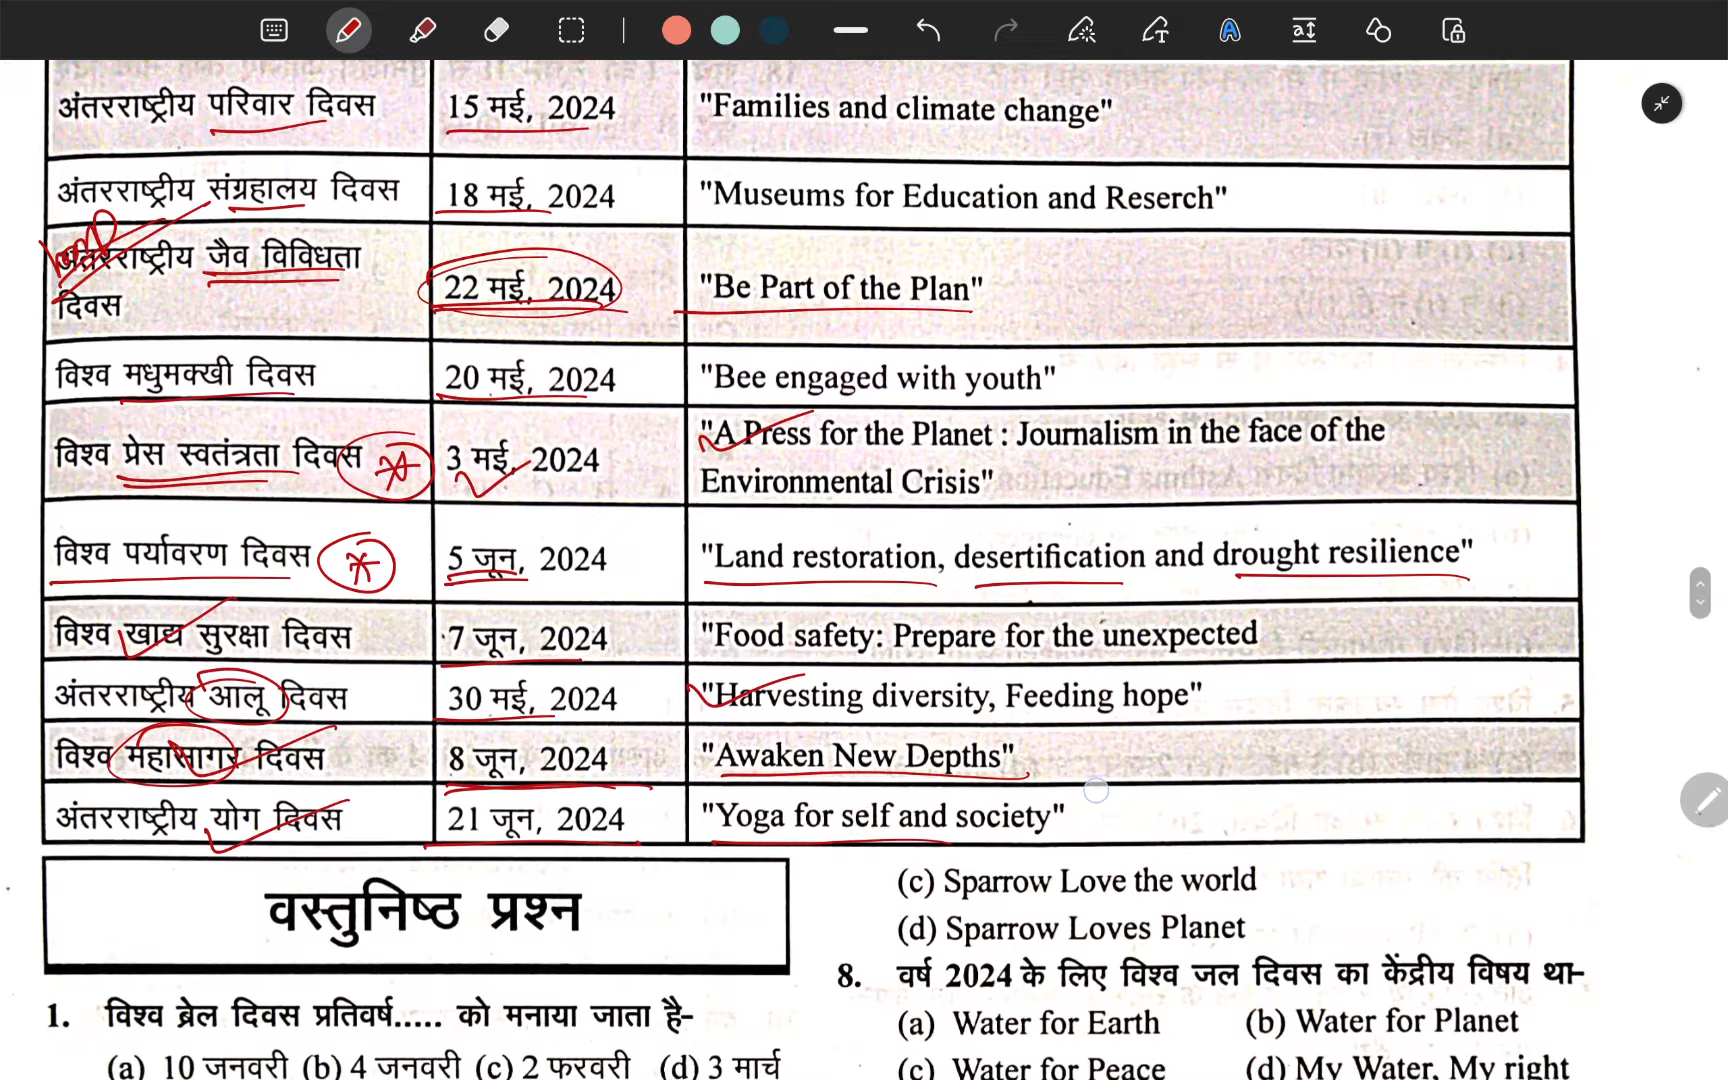 अंतरराष्ट्रीय परिवार दिवस 15 मई, 2024 "Families and climate change"
अंतरराष्ट्रीय संग्रहालय दिवस 18 मई, 2024 "Museums for Education and Reserch"
अंतरराष्ट्रीय जैव विविधता
दिवस 22 मई, 2024 "Be Part of the Plan"
विश्व मधुमक्खी दिवस 20 मई, 2024 "Bee engaged with youth"
विश्व प्रेस स्वतंत्रता दिवस 3 मई, 2024 "A Press for the Planet : Journalism in the face of the
Environmental Crisis"
विश्व पर्यावरण दिवस 5 जून, 2024 "Land restoration, desertification and drought resilience"
विश्व खाद्य सुरक्षा दिवस 7 जून, 2024 "Food safety: Prepare for the unexpected
अंतरराष्ट्रीय आलू दिवस 30 मई, 2024 "Harvesting diversity, Feeding hope"
विश्व महासागर दिवस 8 जून, 2024 "Awaken New Depths"
अंतरराष्ट्रीय योग दिवस 21 जून, 2024 "Yoga for self and society"
वस्तुनिष्ठ प्रश्न
1. विश्व ब्रेल दिवस प्रतिवर्ष..... को मनाया जाता है-
(a) 10 जनवरी (b) 4 जनवरी (c) 2 फरवरी (d) 3 मार्च
(c) Sparrow Love the world
(d) Sparrow Loves Planet
8. वर्ष 2024 के लिए विश्व जल दिवस का केंद्रीय विषय था-
(a) Water for Earth (b) Water for Planet
(c) Water for Peace (d) My Water, My right